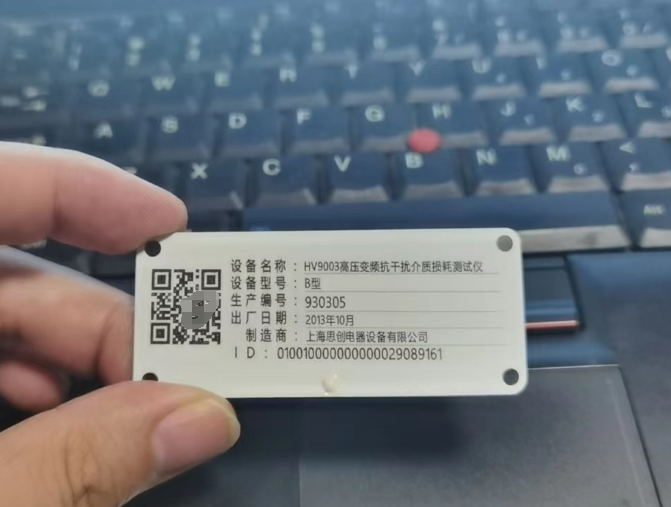 Q W E R T Y U I
A S D F G H J K L
X C V B N M <
Alt
设备名称：HV9003高压变频抗干扰介质损耗测试仪
设备型号：B型
生产编号：930305
出厂日期：2013年10月
制造商：上海思创电器设备有限公司
ID：010010000000000029089161